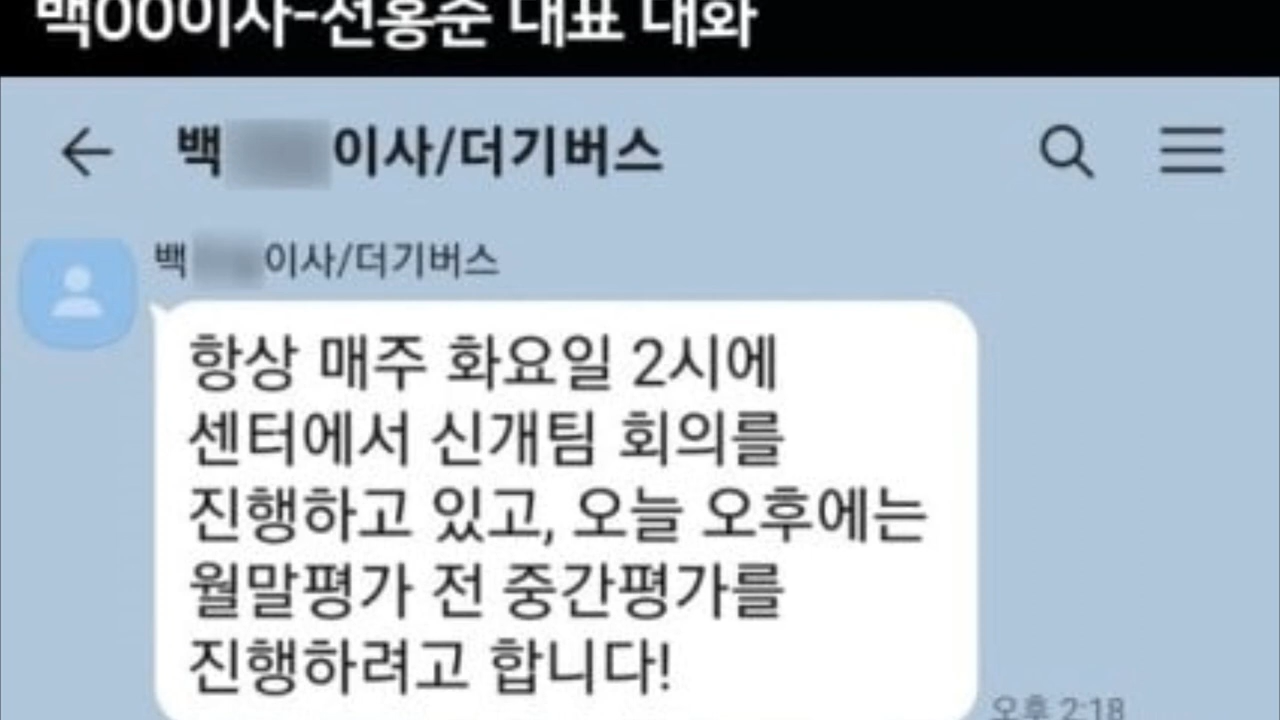 백OO이사-전홍준 대표 대화
백 이사/더기버스
백 이사/더기버스
항상 매주 화요일 2시에
센터에서 신개팀 회의를
진행하고 있고, 오늘 오후에는
월말평가 전 중간평가를
진행하려고 합니다!
오후 2:18